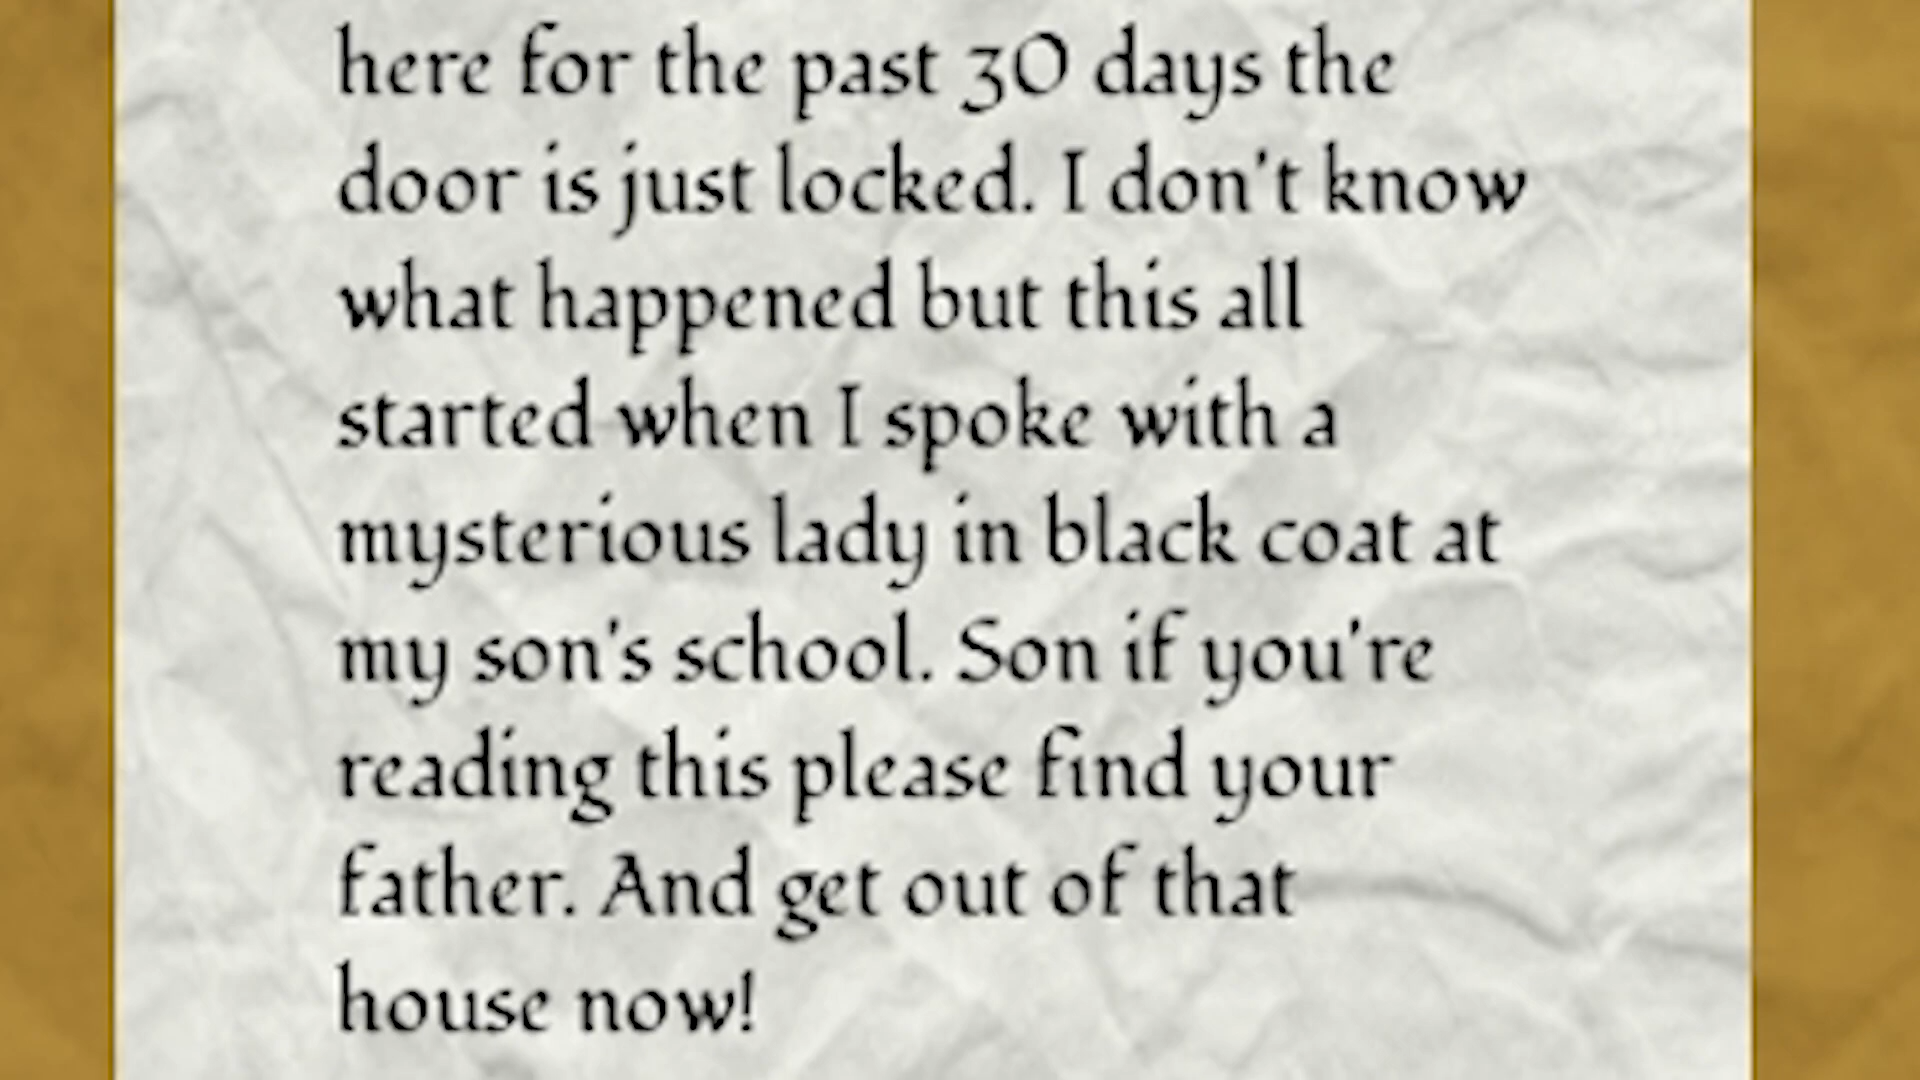 here for the past 30 days the
door is just locked. I don't know
what happened but this all
started when I spoke with a
mysterious lady in black coat at
my son's school. Son if you're
reading this please find your
father. And get out of that
house now!